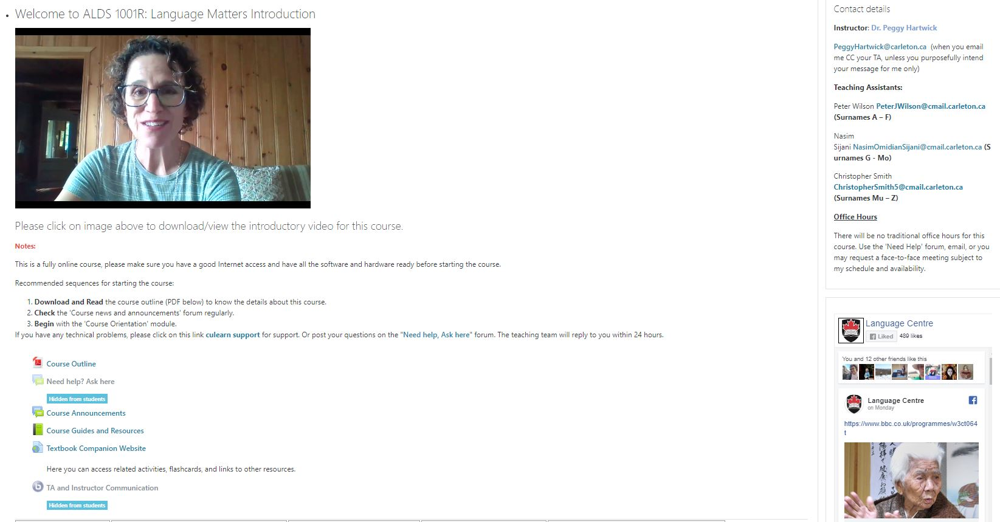 Welcome to ALDS 1001R: Language Matters Introduction
Please click on image above to download/view the introductory video for this course.
Notes:
This is a fully online course, please make sure you have a good Internet access and have all the software and hardware ready before starting the course.
Recommended sequences for starting the course:
1. Download and Read the course outline (PDF below) to know the details about this course.
2. Check the 'Course news and announcements' forum regularly.
3. Begin with the 'Course Orientation' module.
If you have any technical problems, please click on this link culearn support for support. Or post your questions on the "Need help, Ask here" forum. The teaching team will reply to you within 24 hours.
Course Outline
Need help? Ask here
Hidden from students
Course Announcements
Course Guides and Resources
Textbook Companion Website
Here you can access related activities, flashcards, and links to other resources.
TA and Instructor Communication
Hidden from students
Contact details
Instructor: Dr. Peggy Hartwick
PeggyHartwick@carleton.ca (when you email
me CC your TA, unless you purposefully intend
your message for me only)
Teaching Assistants:
Peter Wilson PeterJWilson@cmail.carleton.ca
(Surnames A – F)
Nasim
Sijani NasimOmidianSijani@cmail.carleton.ca (S
urnames G - Mo)
Christopher Smith
ChristopherSmith5@cmail.carleton.ca
(Surnames Mu – Z)
Office Hours
There will be no traditional office hours for this
course. Use the 'Need Help' forum, email, or you
may request a face-to-face meeting subject to
my schedule and availability.
Language Centre
Liked 489 likes
You and 12 other friends like this
Language Centre
on Monday
https://www.bbc.co.uk/programmes/w3ct064
t